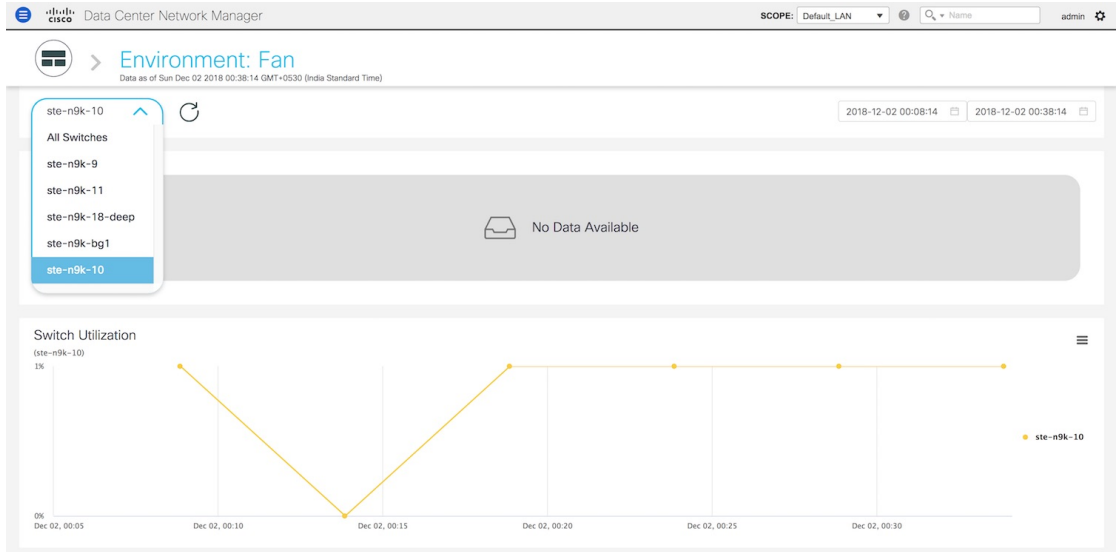 cisco Data Center Network Manager SCOPE: Default_LAN Name admin
Environment: Fan
Data as of Sun Dec 02 2018 00:38:14 GMT+0530 (India Standard Time)
ste-n9k-10 2018-12-02 00:08:14 2018-12-02 00:38:14
All Switches
ste-n9k-9
ste-n9k-11
ste-n9k-18-deep
ste-n9k-bg1
ste-n9k-10
No Data Available
Switch Utilization
(ste-n9k-10)
1%
ste-n9k-10
0%
Dec 02, 00:05 Dec 02, 00:10 Dec 02, 00:15 Dec 02, 00:20 Dec 02, 00:25 Dec 02, 00:30